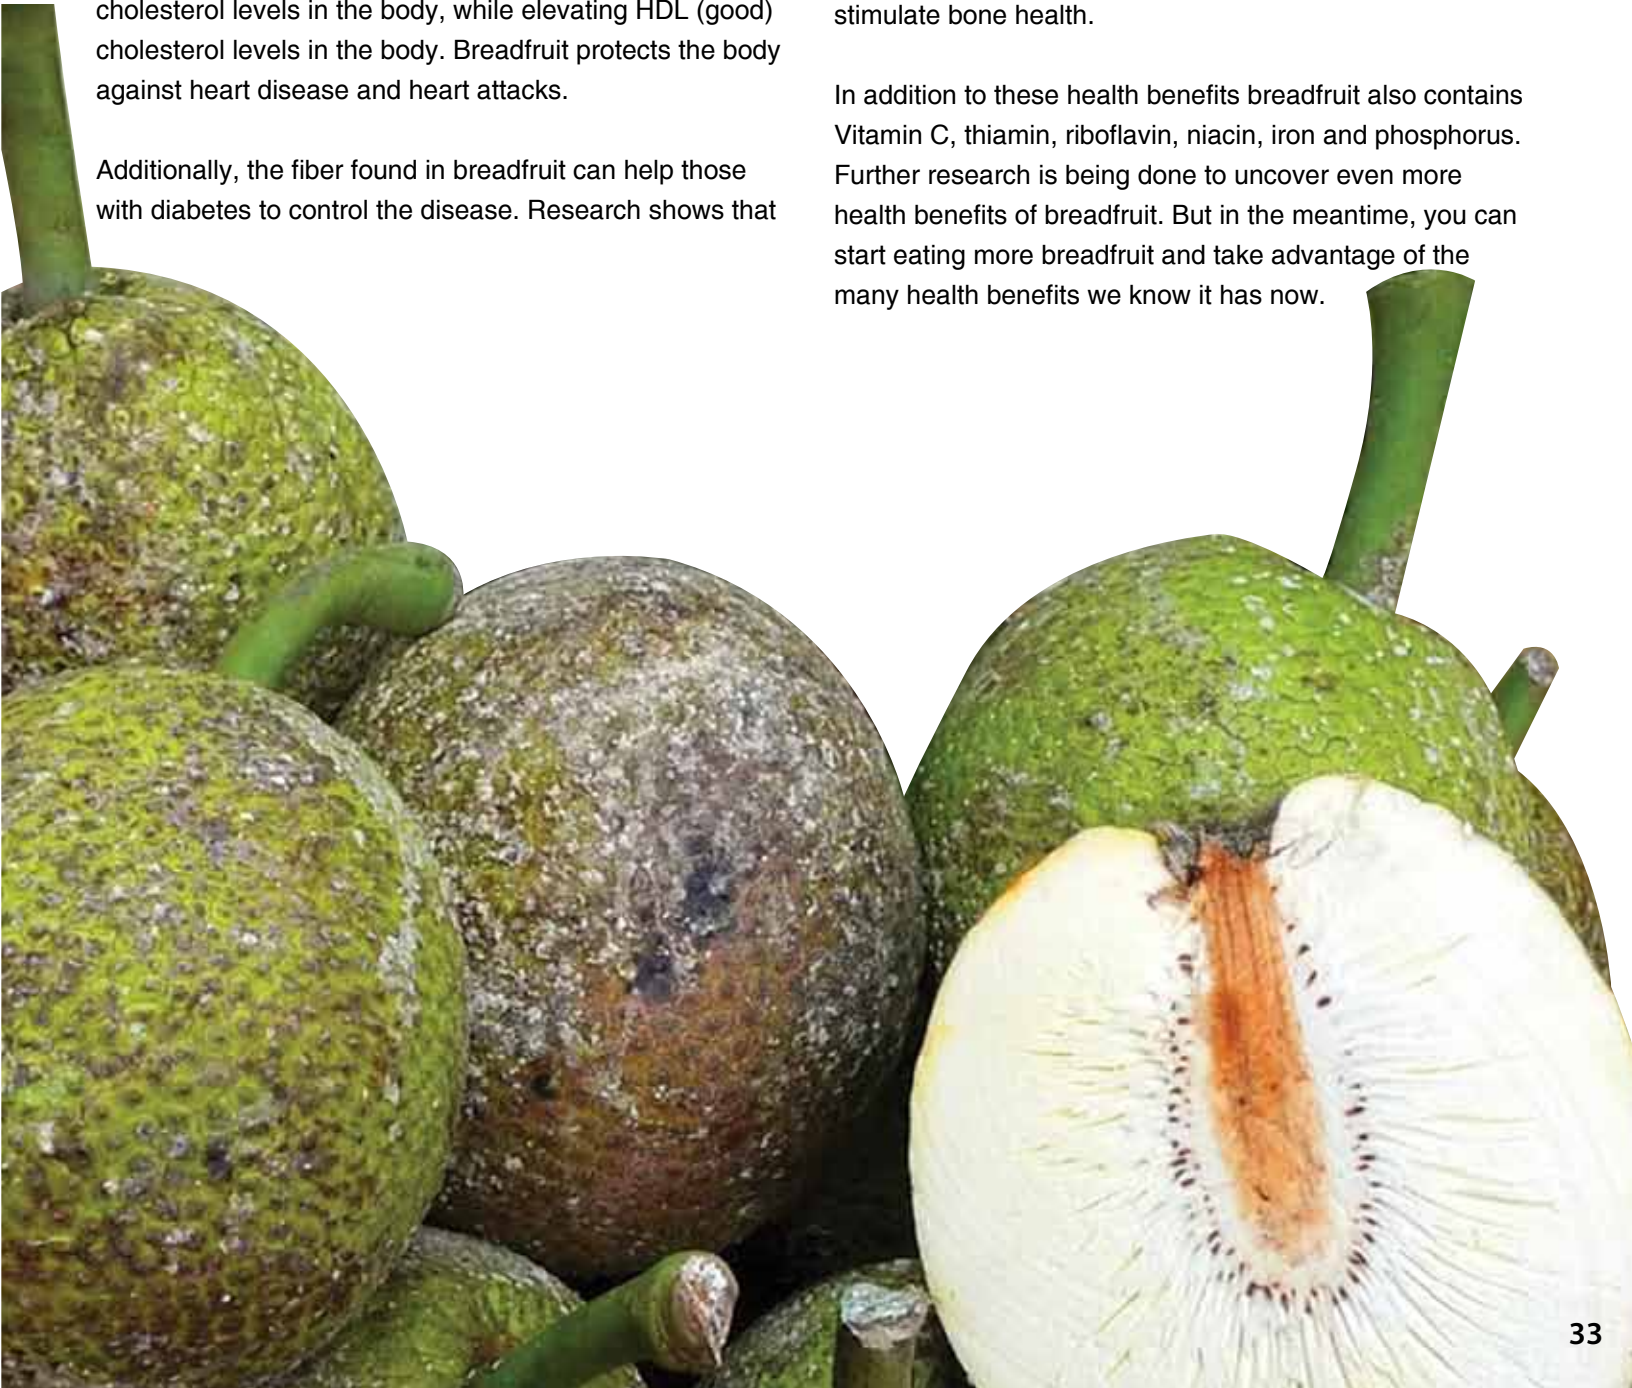 cholesterol levels in the body, while elevating HDL (good)
cholesterol levels in the body. Breadfruit protects the body
against heart disease and heart attacks.
Additionally, the fiber found in breadfruit can help those
with diabetes to control the disease. Research shows that
stimulate bone health.
In addition to these health benefits breadfruit also contains
Vitamin C, thiamin, riboflavin, niacin, iron and phosphorus.
Further research is being done to uncover even more
health benefits of breadfruit. But in the meantime, you can
start eating more breadfruit and take advantage of the
many health benefits we know it has now.
33